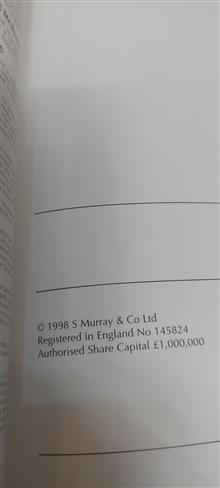 © 1998 S Murray & Co Ltd
Registered in England No 145824
Authorised Share Capital £1,000,000